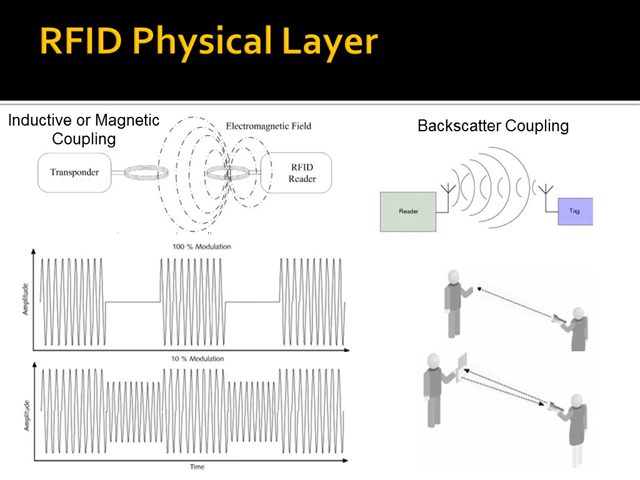 RFID Physical Layer
Inductive or Magnetic
Coupling
Electromagnetic Field
Transponder
RFID
Reader
Backscatter Coupling
Reader
Tag
100 % Modulation
Amplitude
10 % Modulation
Amplitude
Time